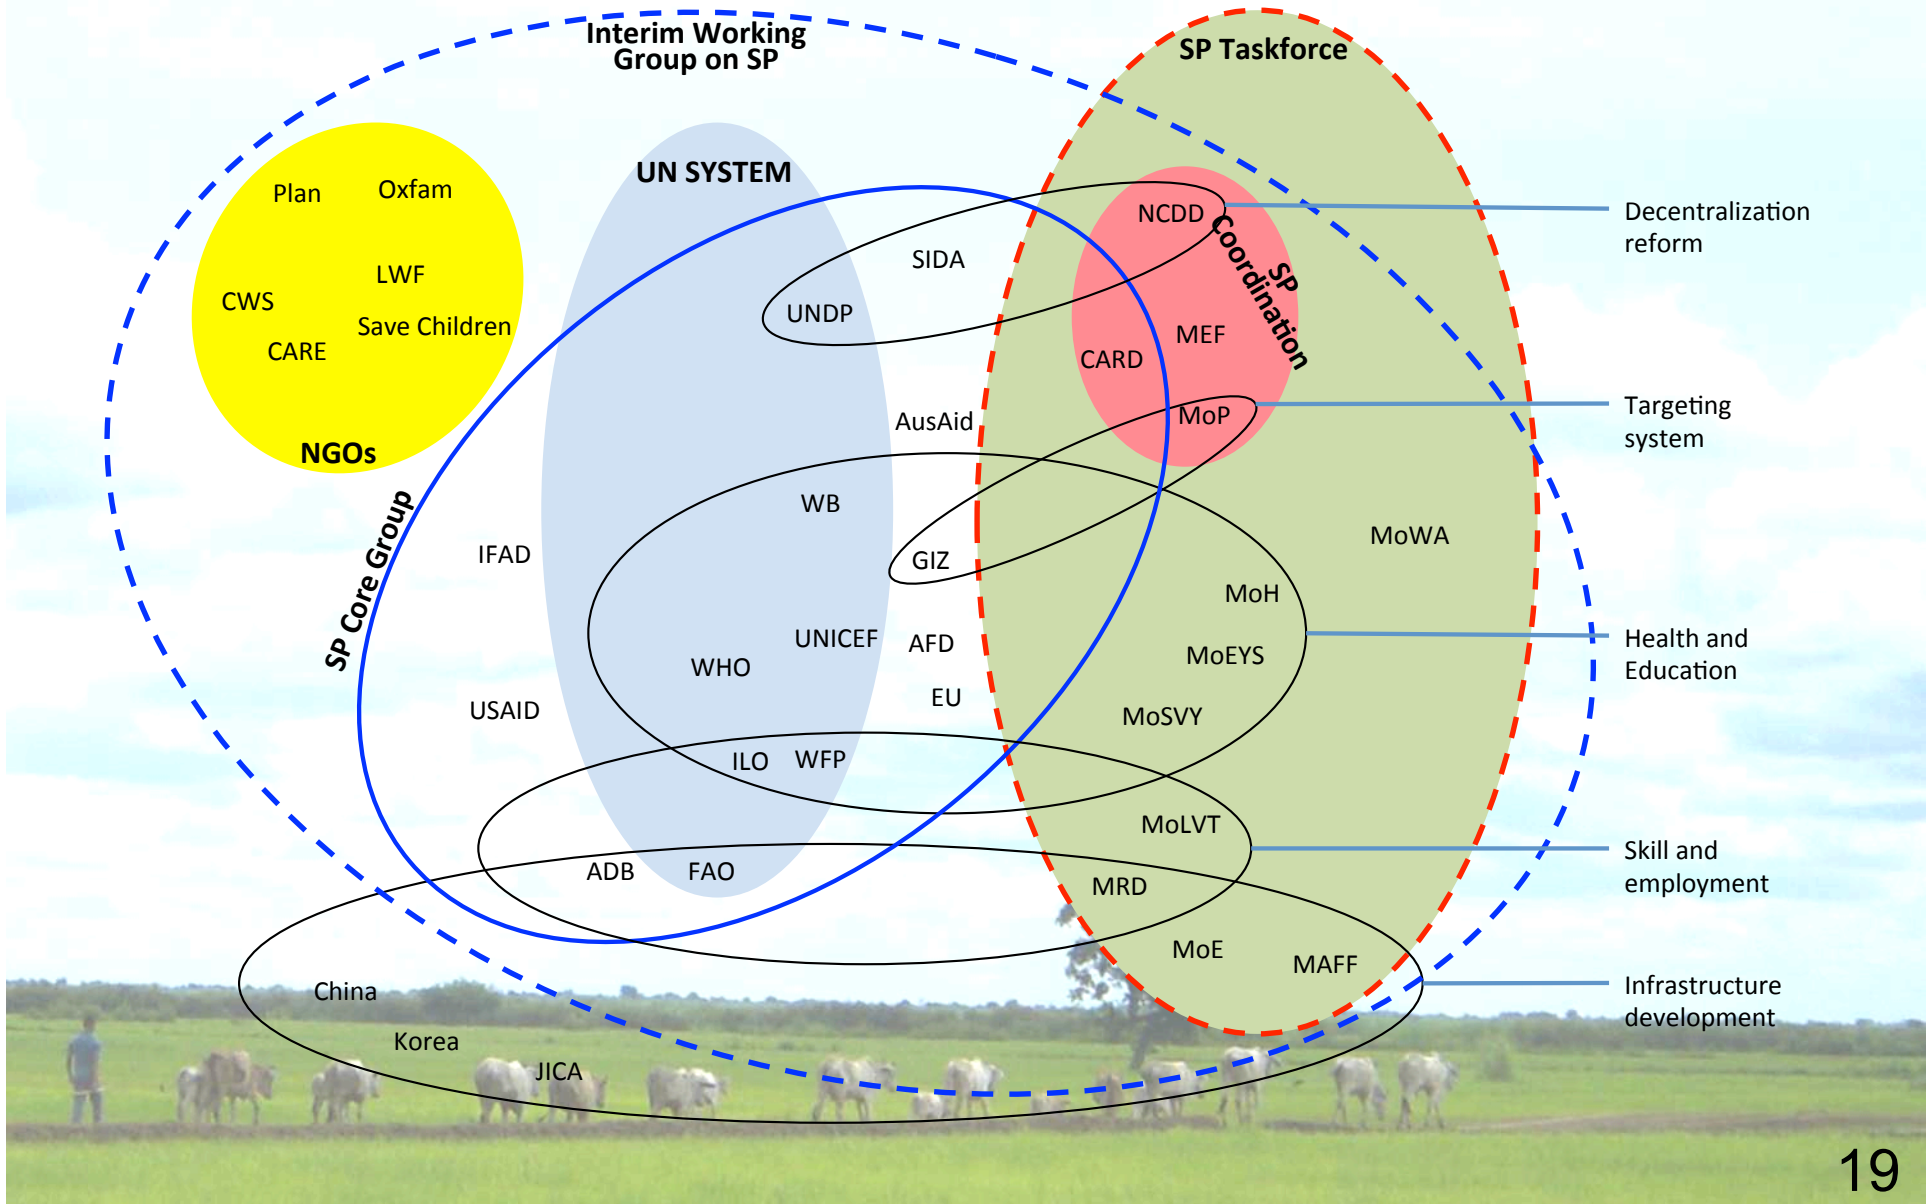 Interim Working
Group on SP
SP Taskforce
UN SYSTEM
Plan
Oxfam
LWF
CWS
Save Children
CARE
NGOs
SP Core Group
NCDD
SP
Coordination
SIDA
UNDP
MEF
CARD
MoP
AusAid
WB
GIZ
IFAD
MoWA
MoH
UNICEF
AFD
MoEYS
WHO
EU
USAID
MoSVY
ILO
WFP
MoLVT
ADB
FAO
MRD
MoE
MAFF
China
Korea
JICA
Decentralization
reform
Targeting
system
Health and
Education
Skill and
employment
Infrastructure
development
19